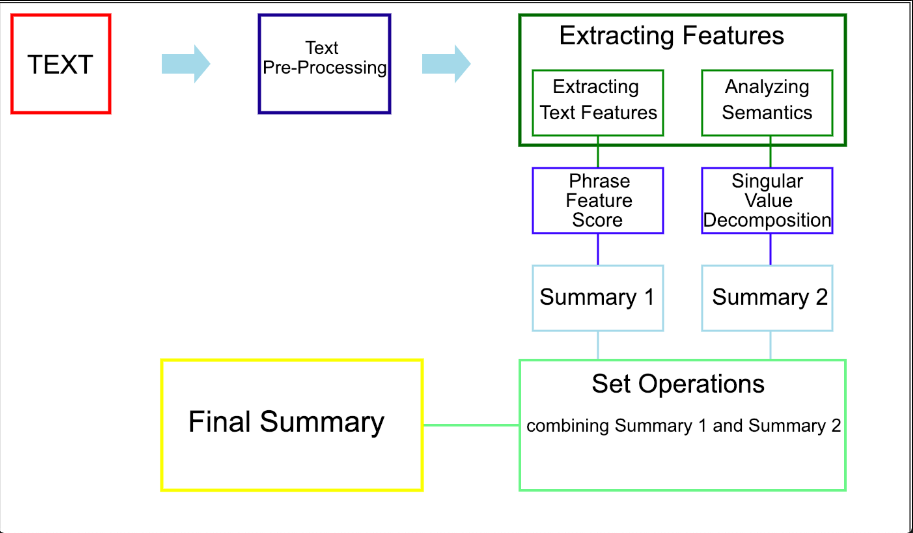 TEXT
Text
Pre-Processing
Extracting Features
Extracting
Text Features
Analyzing
Semantics
Phrase
Feature
Score
Singular
Value
Decomposition
Summary 1
Summary 2
Set Operations
combining Summary 1 and Summary 2
Final Summary